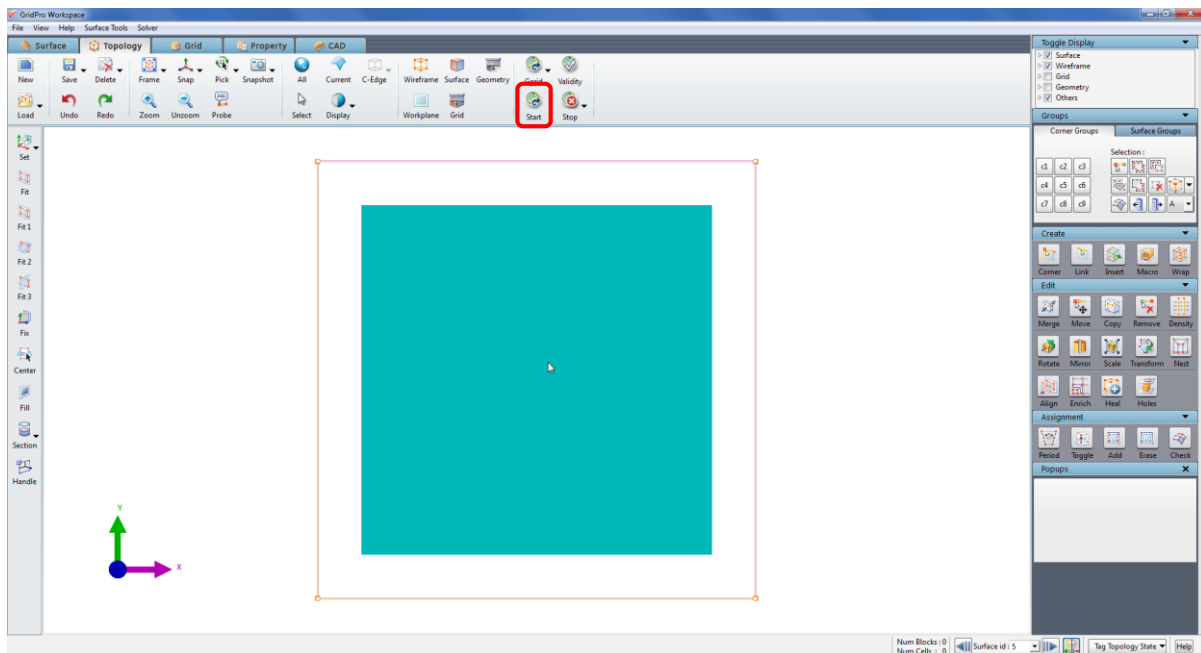 GridPro Workspace
File View Help Surface Tools Solver
Surface Topology Grid Property CAD
New Save Delete Frame Snap Pick Snapshot All Current C-Edge Wireframe Surface Geometry Validity
Load Undo Redo Zoom Unzoom Probe Select Display Workplane Grid Start Stop
Set
Fit
Fit 1
Fit 2
Fit 3
Fix
Center
Fill
Section
Handle
Y
X
Toggle Display
Surface
Wireframe
Grid
Geometry
Others
Groups
Corner Groups Surface Groups
Selection :
c1 c2 c3
c4 c5 c6
c7 c8 c9 A
Create
Corner Link Insert Macro Wrap
Edit
Merge Move Copy Remove Density
Rotate Mirror Scale Transform Nest
Align Enrich Heal Holes
Assignment
Period Toggle Add Erase Check
Popups X
Num Blocks : 0
Num Cells : 0
Surface id : 5
Tag Topology State
Help